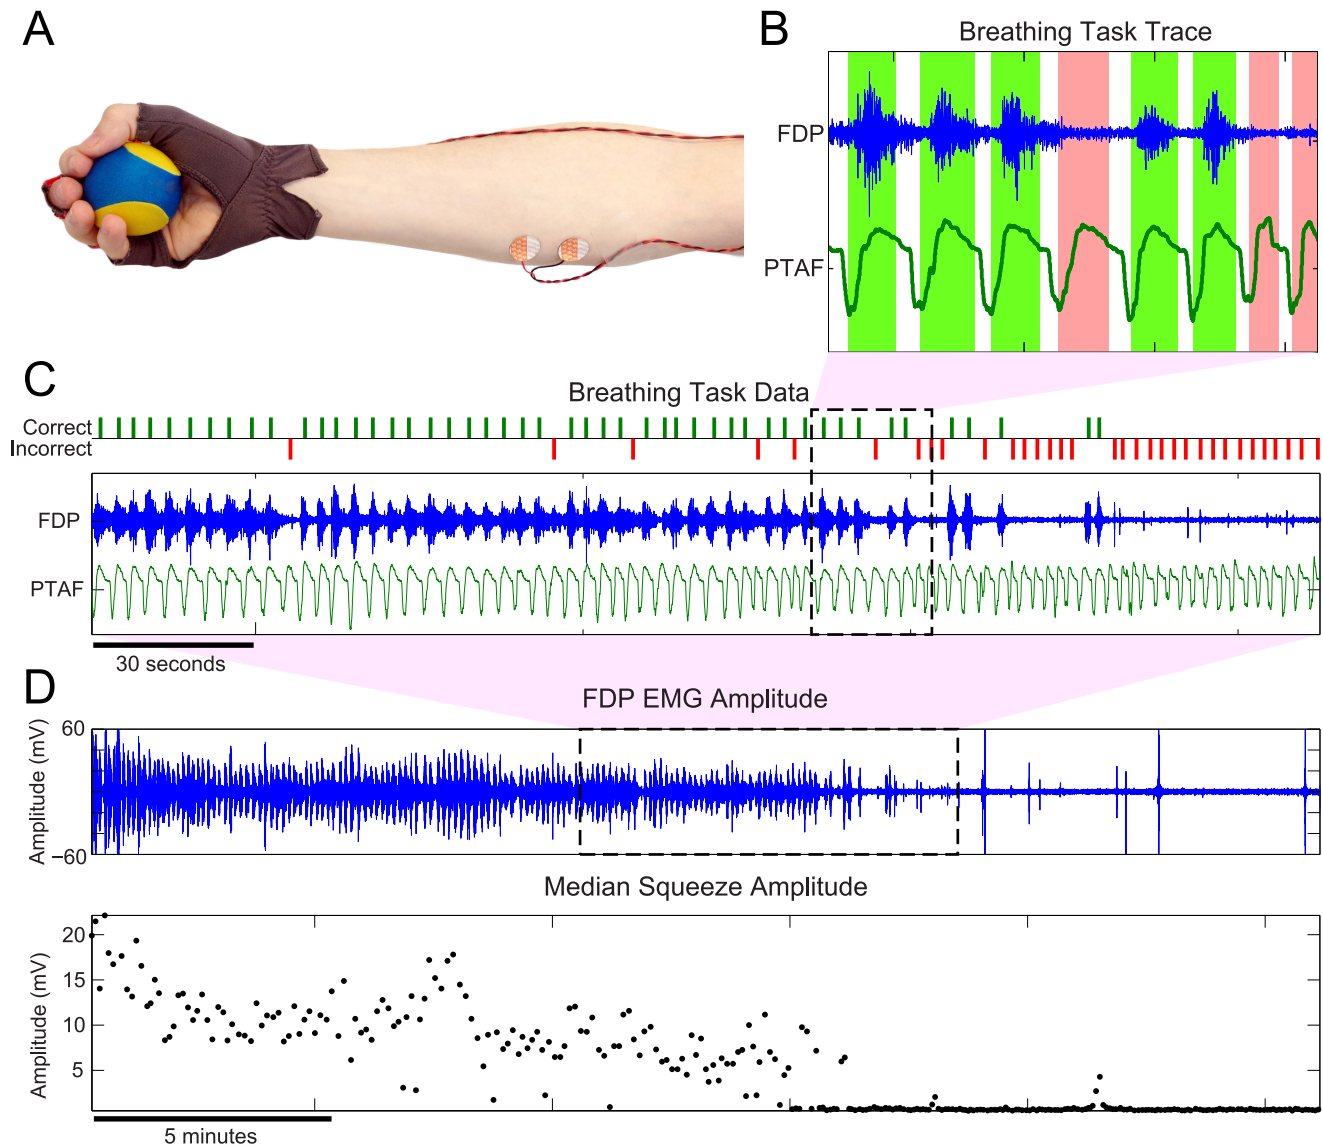 A
B
Breathing Task Trace
FDP
PTAF
C
Breathing Task Data
Correct
Incorrect
FDP
PTAF
30 seconds
D
FDP EMG Amplitude
60
Amplitude (mV)
−60
Median Squeeze Amplitude
20
15
10
5
Amplitude (mV)
5 minutes